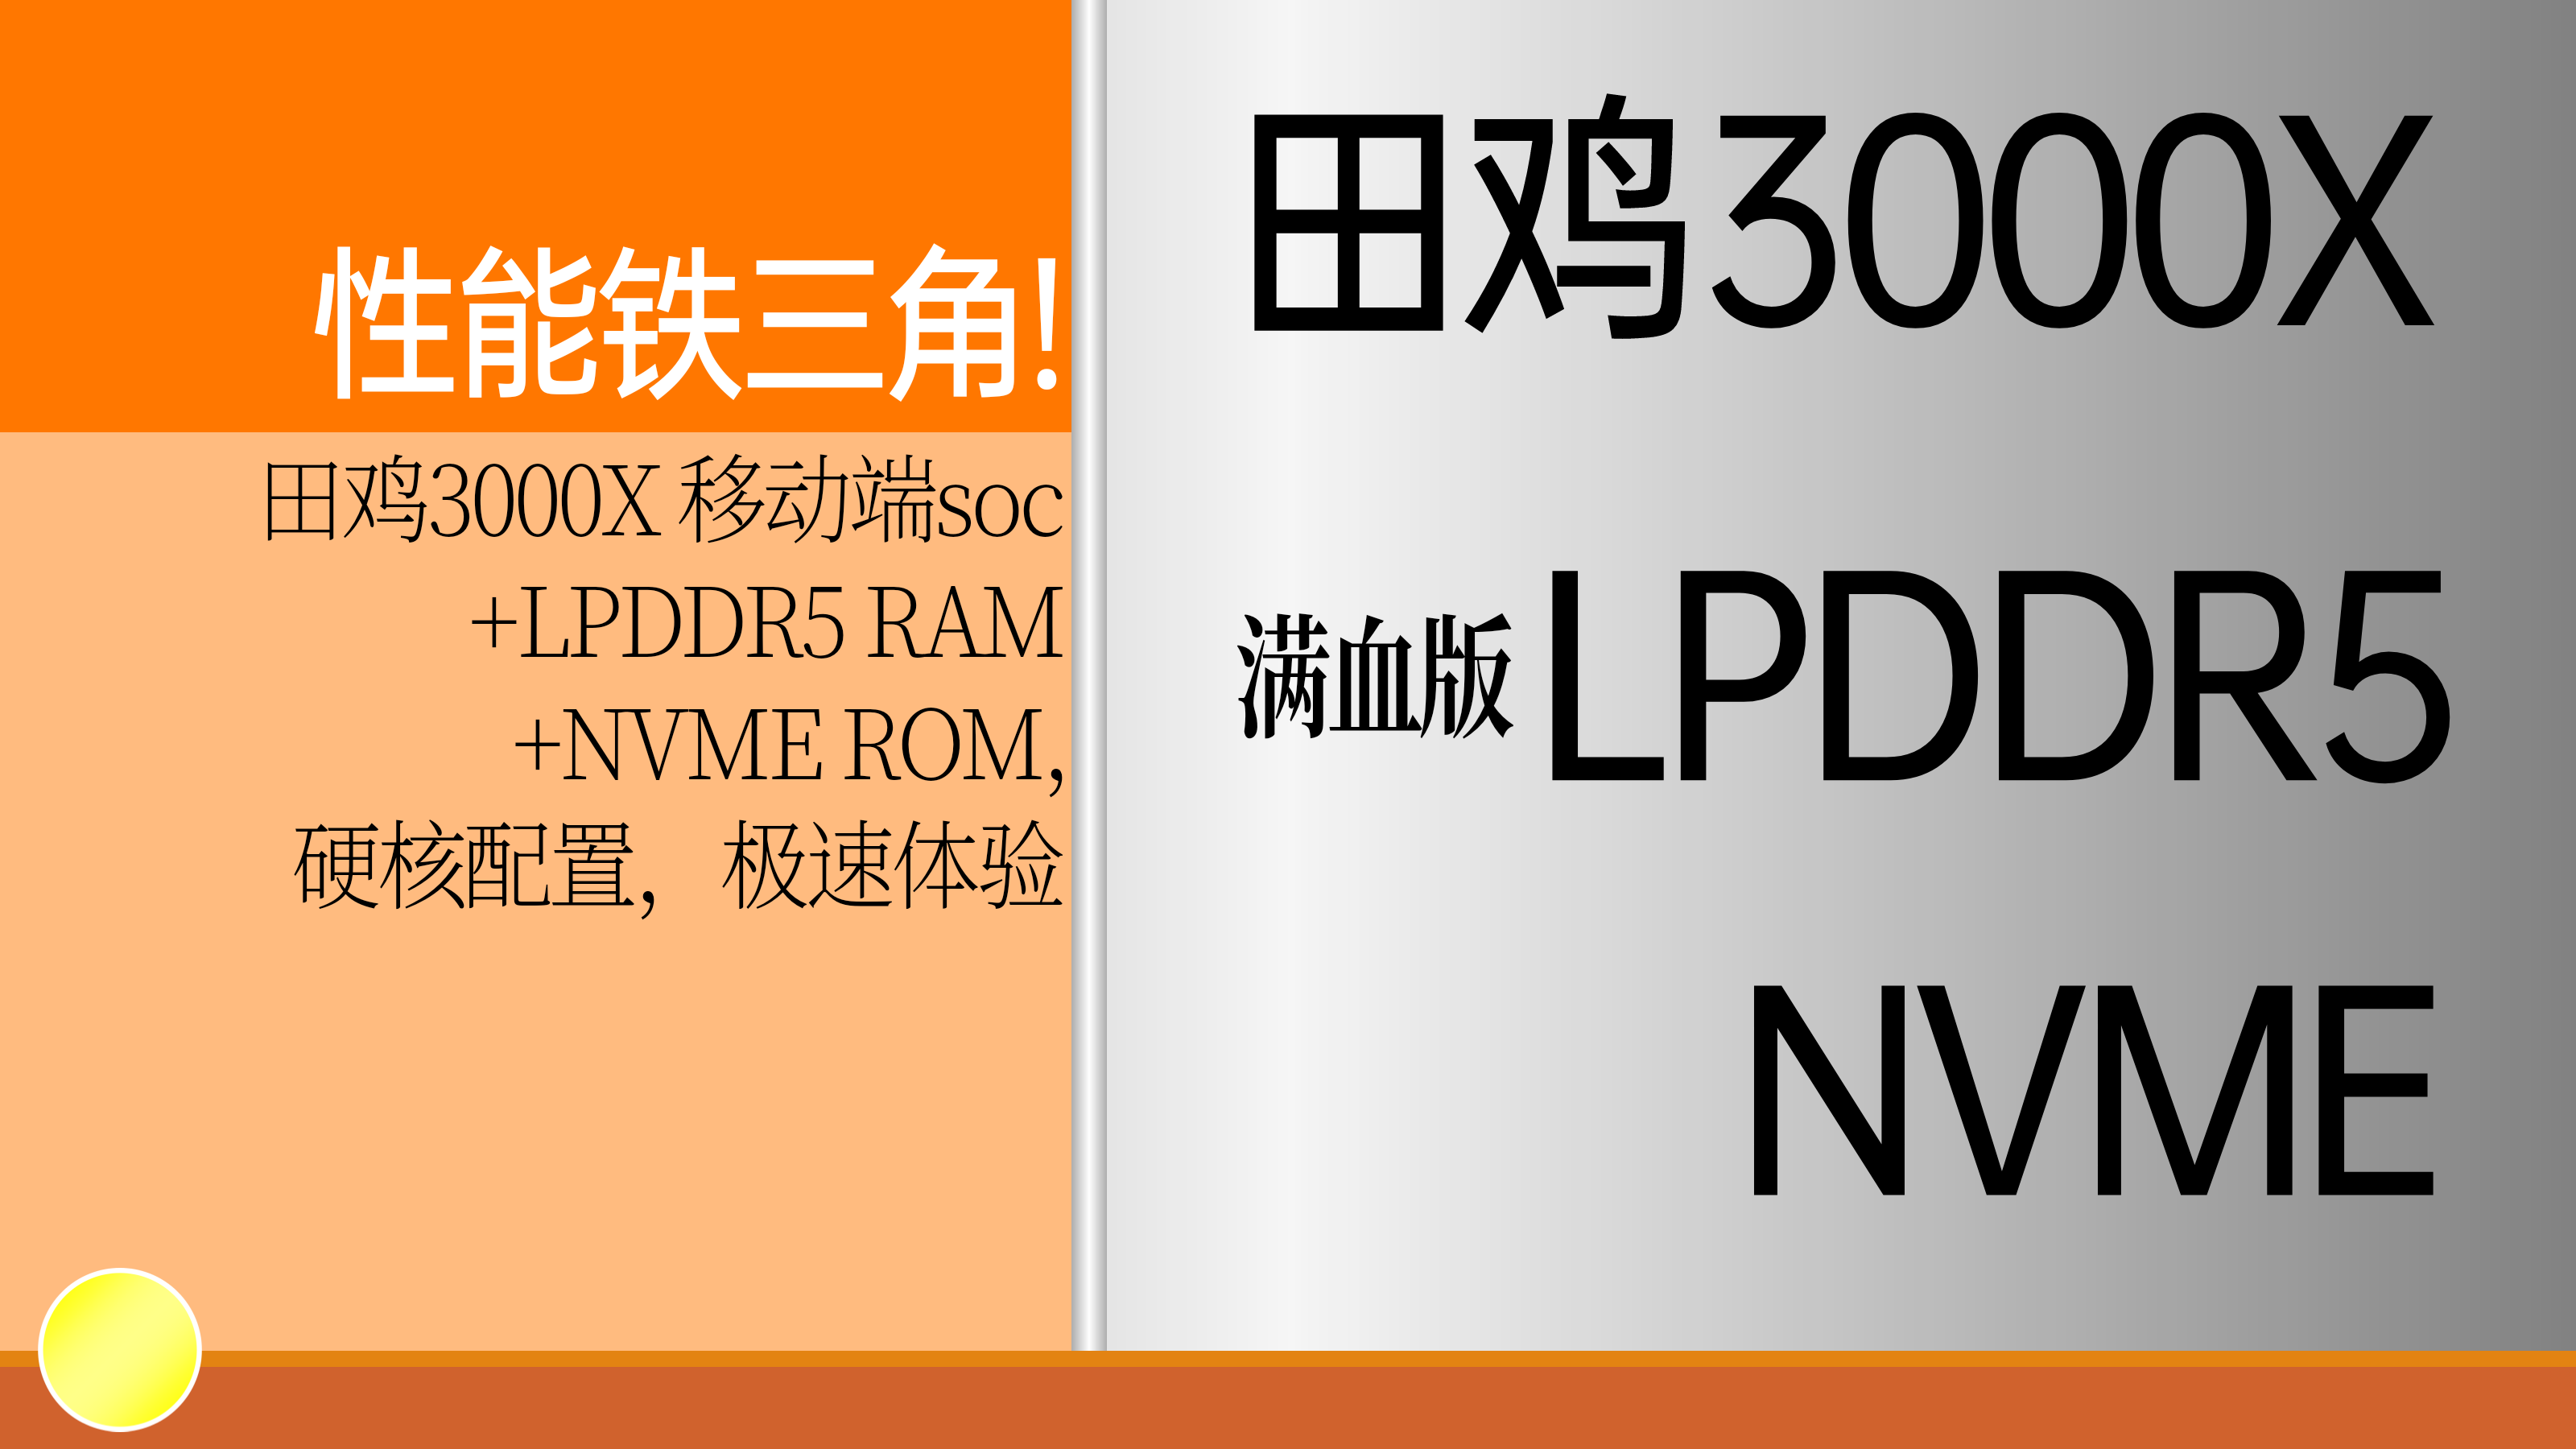 性能铁三角!
田鸡3000X 移动端soc
+LPDDR5 RAM
+NVME ROM,
硬核配置，极速体验
田鸡3000X
满血版 LPDDR5
NVME